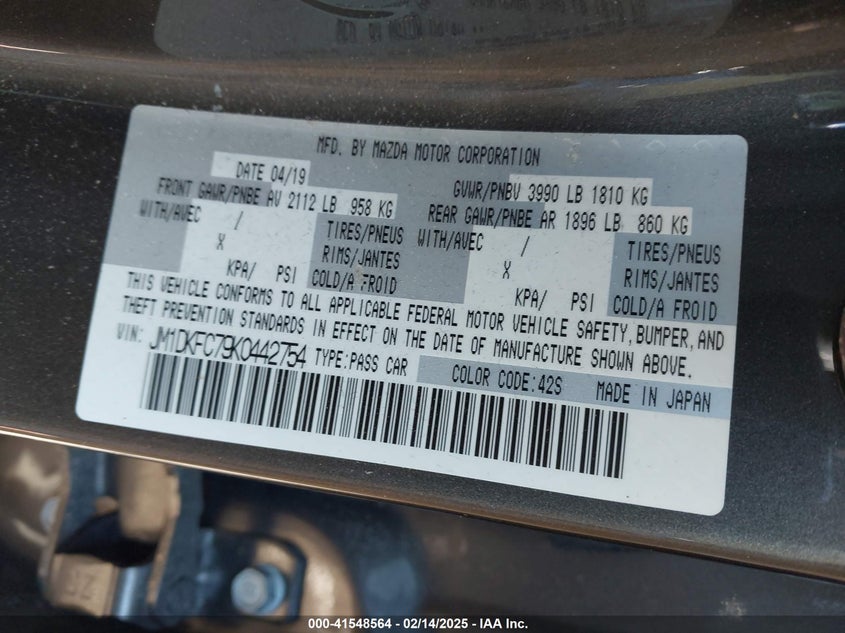 MFD. BY MAZDA MOTOR CORPORATION
DATE 04/19
GVWR/PNBV 3990 LB 1810 KG
FRONT GAWR/PNBE AV 2112 LB 958 KG
REAR GAWR/PNBE AR 1896 LB 860 KG
WITH/AVEC / TIRES/PNEUS WITH/AVEC / TIRES/PNEUS
X RIMS/JANTES X RIMS/JANTES
KPA/ PSI COLD/A FROID KPA/ PSI COLD/A FROID
THIS VEHICLE CONFORMS TO ALL APPLICABLE FEDERAL MOTOR VEHICLE SAFETY, BUMPER, AND
THEFT PREVENTION STANDARDS IN EFFECT ON THE DATE OF MANUFACTURE SHOWN ABOVE.
VIN: JM1DKFC79K0442754 TYPE:PASS CAR COLOR CODE:42S MADE IN JAPAN
000-41548564 - 02/14/2025 - IAA Inc.